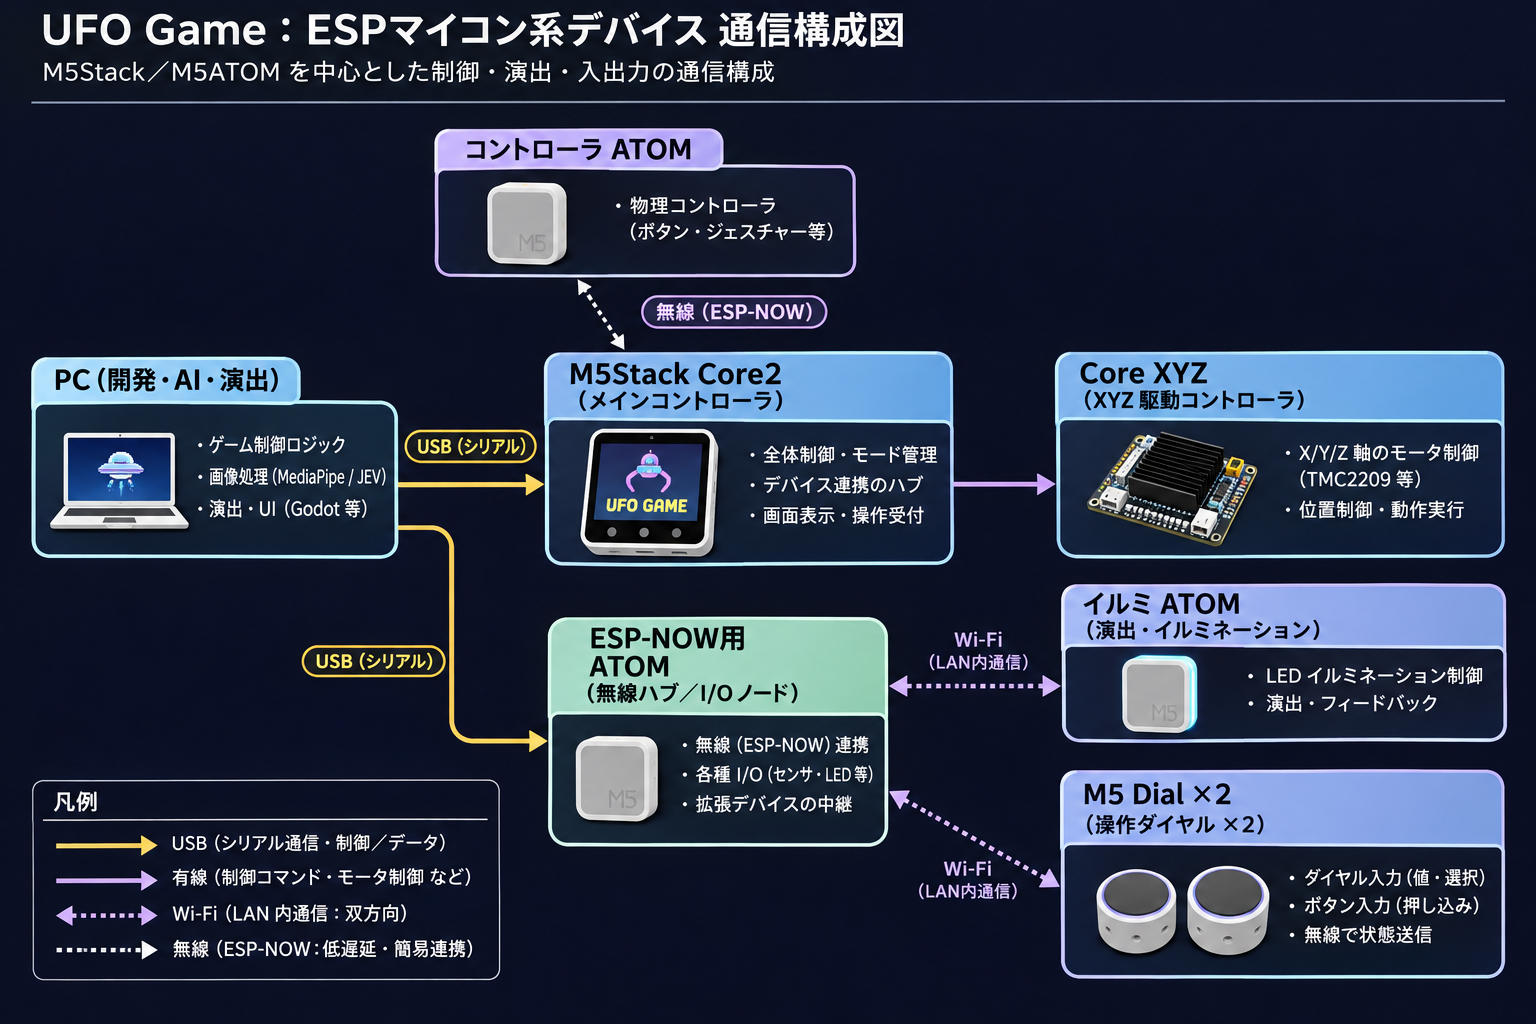 UFO Game：ESPマイコン系デバイス 通信構成図
M5Stack／M5ATOM を中心とした制御・演出・入出力の通信構成
コントローラ ATOM
M5
・物理コントローラ
（ボタン・ジェスチャー等）
無線（ESP-NOW）
PC（開発・AI・演出）
・ゲーム制御ロジック
・画像処理（MediaPipe / JEV）
・演出・UI（Godot 等）
USB（シリアル）
M5Stack Core2
（メインコントローラ）
UFO GAME
・全体制御・モード管理
・デバイス連携のハブ
・画面表示・操作受付
Core XYZ
（XYZ 駆動コントローラ）
・X/Y/Z 軸のモータ制御
（TMC2209 等）
・位置制御・動作実行
USB（シリアル）
ESP-NOW用
ATOM
（無線ハブ／I/O ノード）
M5
・無線（ESP-NOW）連携
・各種 I/O（センサ・LED 等）
・拡張デバイスの中継
Wi-Fi
（LAN内通信）
イルミ ATOM
（演出・イルミネーション）
M5
・LED イルミネーション制御
・演出・フィードバック
Wi-Fi
（LAN内通信）
M5 Dial ×2
（操作ダイヤル ×2）
・ダイヤル入力（値・選択）
・ボタン入力（押し込み）
・無線で状態送信
凡例
USB（シリアル通信・制御／データ）
有線（制御コマンド・モータ制御 など）
Wi-Fi（LAN 内通信：双方向）
無線（ESP-NOW：低遅延・簡易連携）